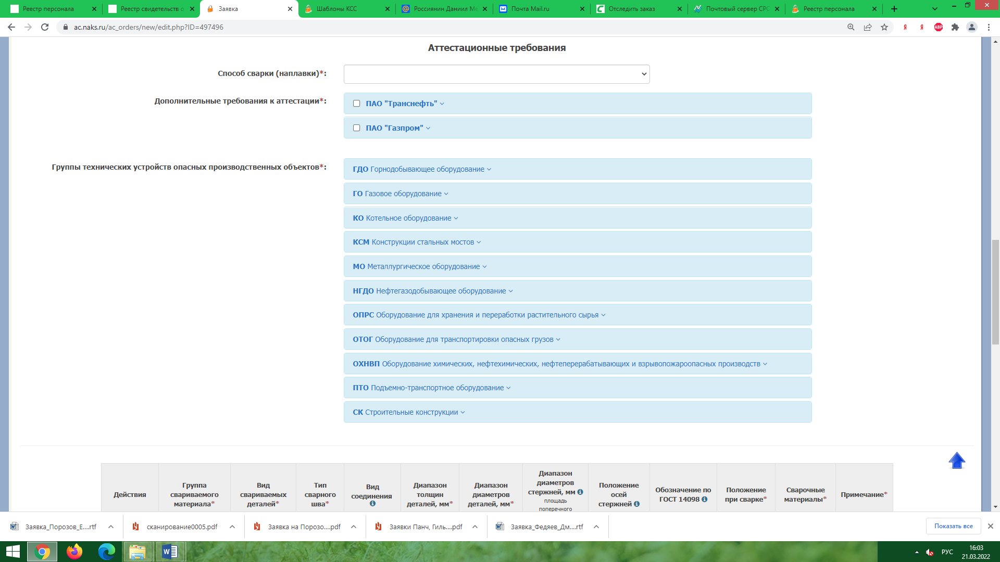 Реестр персонала
Реестр свидетельств о
Заявка
Шаблоны КСС
Россиянин Даниил Ме
Почта Mail.ru
Отследить заказ
Почтовый сервер СРО
Реестр персонала
ac.naks.ru/ac_orders/new/edit.php?ID=497496
Я
Я
ABP
Аттестационные требования
Способ сварки (наплавки)*:
Дополнительные требования к аттестации*:
ПАО "Транснефть"
ПАО "Газпром"
Группы технических устройств опасных производственных объектов*:
ГДО Горнодобывающее оборудование
ГО Газовое оборудование
КО Котельное оборудование
КСМ Конструкции стальных мостов
МО Металлургическое оборудование
НГДО Нефтегазодобывающее оборудование
ОПРС Оборудование для хранения и переработки растительного сырья
ОТОГ Оборудование для транспортировки опасных грузов
ОХНВП Оборудование химических, нефтехимических, нефтеперерабатывающих и взрывопожароопасных производств
ПТО Подъемно-транспортное оборудование
СК Строительные конструкции
Действия
Группа
свариваемого
материала*
Вид
свариваемых
деталей*
Тип
сварного
шва*
Вид
соединения
Диапазон
толщин
деталей, мм*
Диапазон
диаметров
деталей, мм*
Диапазон
диаметров
стержней, мм
площадь
поперечного
Положение
осей
стержней
Обозначение по
ГОСТ 14098
Положение
при сварке*
Сварочные
материалы*
Примечание*
Заявка_Порозов_Е....rtf
сканирование0005.pdf
Заявка на Порозо....pdf
Заявки Панч, Гиль....pdf
Заявка_Федяев_Дм....rtf
Показать все
РУС
16:03
21.03.2022